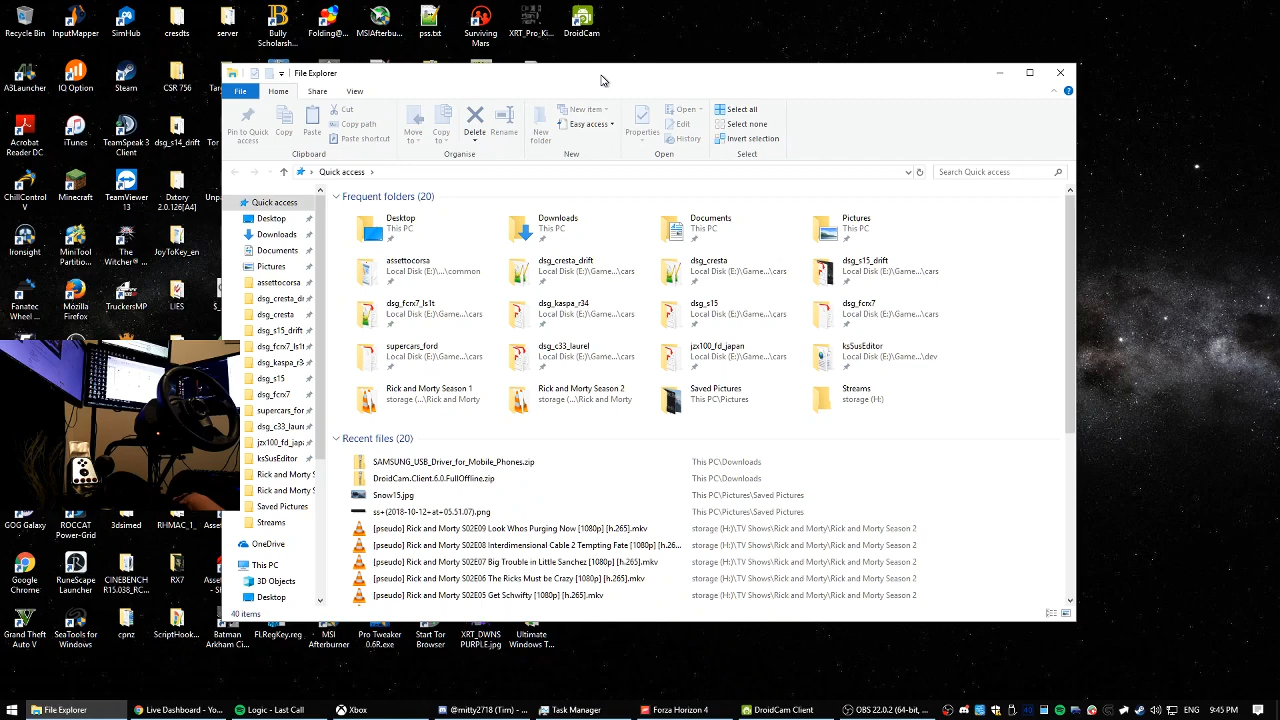 Recycle Bin
InputMapper
SimHub
credsts
server
Bully Scholarsh...
Folding@...
MSIAfterbu...
pss.txt
Surviving Mars
XRT_Pro_Ki...
DroidCam
A3Launcher
IQ Option
Steam
CSR 756
Acrobat Reader DC
iTunes
TeamSpeak 3 Client
dsg_s14_drift
ChillControl V
Minecraft
TeamViewer 13
Dxtory 2.0.126[A4]
Ironsight
MiniTool Partition...
The Witcher®...
JoyToKey_en
Fanatec Wheel ...
Mozilla Firefox
TruckersMP
LIES
GOG Galaxy
ROCCAT Power-Grid
3dsimed
RHMAC_1_
Google Chrome
RuneScape Launcher
CINEBENCH R15.038_RC...
RX7
Grand Theft Auto V
SeaTools for Windows
cpnz
ScriptHook...
Batman Arkham Ci...
FLRegKey.reg
MSI Afterburner
Pro Tweaker 0.6R.exe
Start Tor Browser
XRT_DWNS PURPLE.jpg
Ultimate Windows T...
File Explorer
File
Home
Share
View
Pin to Quick access
Copy
Paste
Cut
Copy path
Paste shortcut
Clipboard
Move to
Copy to
Delete
Rename
Organise
New folder
New item
Easy access
New
Properties
Open
Edit
History
Open
Select all
Select none
Invert selection
Select
Quick access
Search Quick access
Quick access
Desktop
Downloads
Documents
Pictures
assettocorsa
dsg_cresta_dr
dsg_cresta
dsg_s15_drift
dsg_fcrx7_ls1t
dsg_kaspa_r34
dsg_s15
dsg_fcrx7
supercars_for
dsg_c33_laure
jzx100_fd_japa
ksSusEditor
Rick and Morty S
Rick and Morty S
Saved Pictures
Streams
OneDrive
This PC
3D Objects
Desktop
Frequent folders (20)
Desktop
This PC
Downloads
This PC
Documents
This PC
Pictures
This PC
assettocorsa
Local Disk (E:)\...\common
dsg_cresta_drift
Local Disk (E:)\Game...\cars
dsg_cresta
Local Disk (E:)\Game...\cars
dsg_s15_drift
Local Disk (E:)\Game...\cars
dsg_fcrx7_ls1t
Local Disk (E:)\Game...\cars
dsg_kaspa_r34
Local Disk (E:)\Game...\cars
dsg_s15
Local Disk (E:)\Game...\cars
dsg_fcrx7
Local Disk (E:)\Game...\cars
supercars_ford
Local Disk (E:)\Game...\cars
dsg_c33_laurel
Local Disk (E:)\Game...\cars
jzx100_fd_japan
Local Disk (E:)\Game...\cars
ksSusEditor
Local Disk (E:)\Game...\dev
Rick and Morty Season 1
storage (...\Rick and Morty
Rick and Morty Season 2
storage (...\Rick and Morty
Saved Pictures
This PC\Pictures
Streams
storage (H:)
Recent files (20)
SAMSUNG_USB_Driver_for_Mobile_Phones.zip This PC\Downloads
DroidCam.Client.6.0.FullOffline.zip This PC\Downloads
Snow15.jpg This PC\Pictures\Saved Pictures
ss+(2018-10-12+at+05.51.07).png This PC\Pictures\Saved Pictures
[pseudo] Rick and Morty S02E09 Look Whos Purging Now [1080p] [h.265].mkv storage (H:)\TV Shows\Rick and Morty\Rick and Morty Season 2
[pseudo] Rick and Morty S02E08 Interdimensional Cable 2 Tempting Fate [1080p] [h.26... storage (H:)\TV Shows\Rick and Morty\Rick and Morty Season 2
[pseudo] Rick and Morty S02E07 Big Trouble in Little Sanchez [1080p] [h.265].mkv storage (H:)\TV Shows\Rick and Morty\Rick and Morty Season 2
[pseudo] Rick and Morty S02E06 The Ricks Must be Crazy [1080p] [h.265].mkv storage (H:)\TV Shows\Rick and Morty\Rick and Morty Season 2
[pseudo] Rick and Morty S02E05 Get Schwifty [1080p] [h.265].mkv storage (H:)\TV Shows\Rick and Morty\Rick and Morty Season 2
40 items
File Explorer
Live Dashboard - Yo...
Logic - Last Call
Xbox
@mitty2718 (Tim) - ...
Task Manager
Forza Horizon 4
DroidCam Client
OBS 22.0.2 (64-bit, ...
ENG
9:45 PM